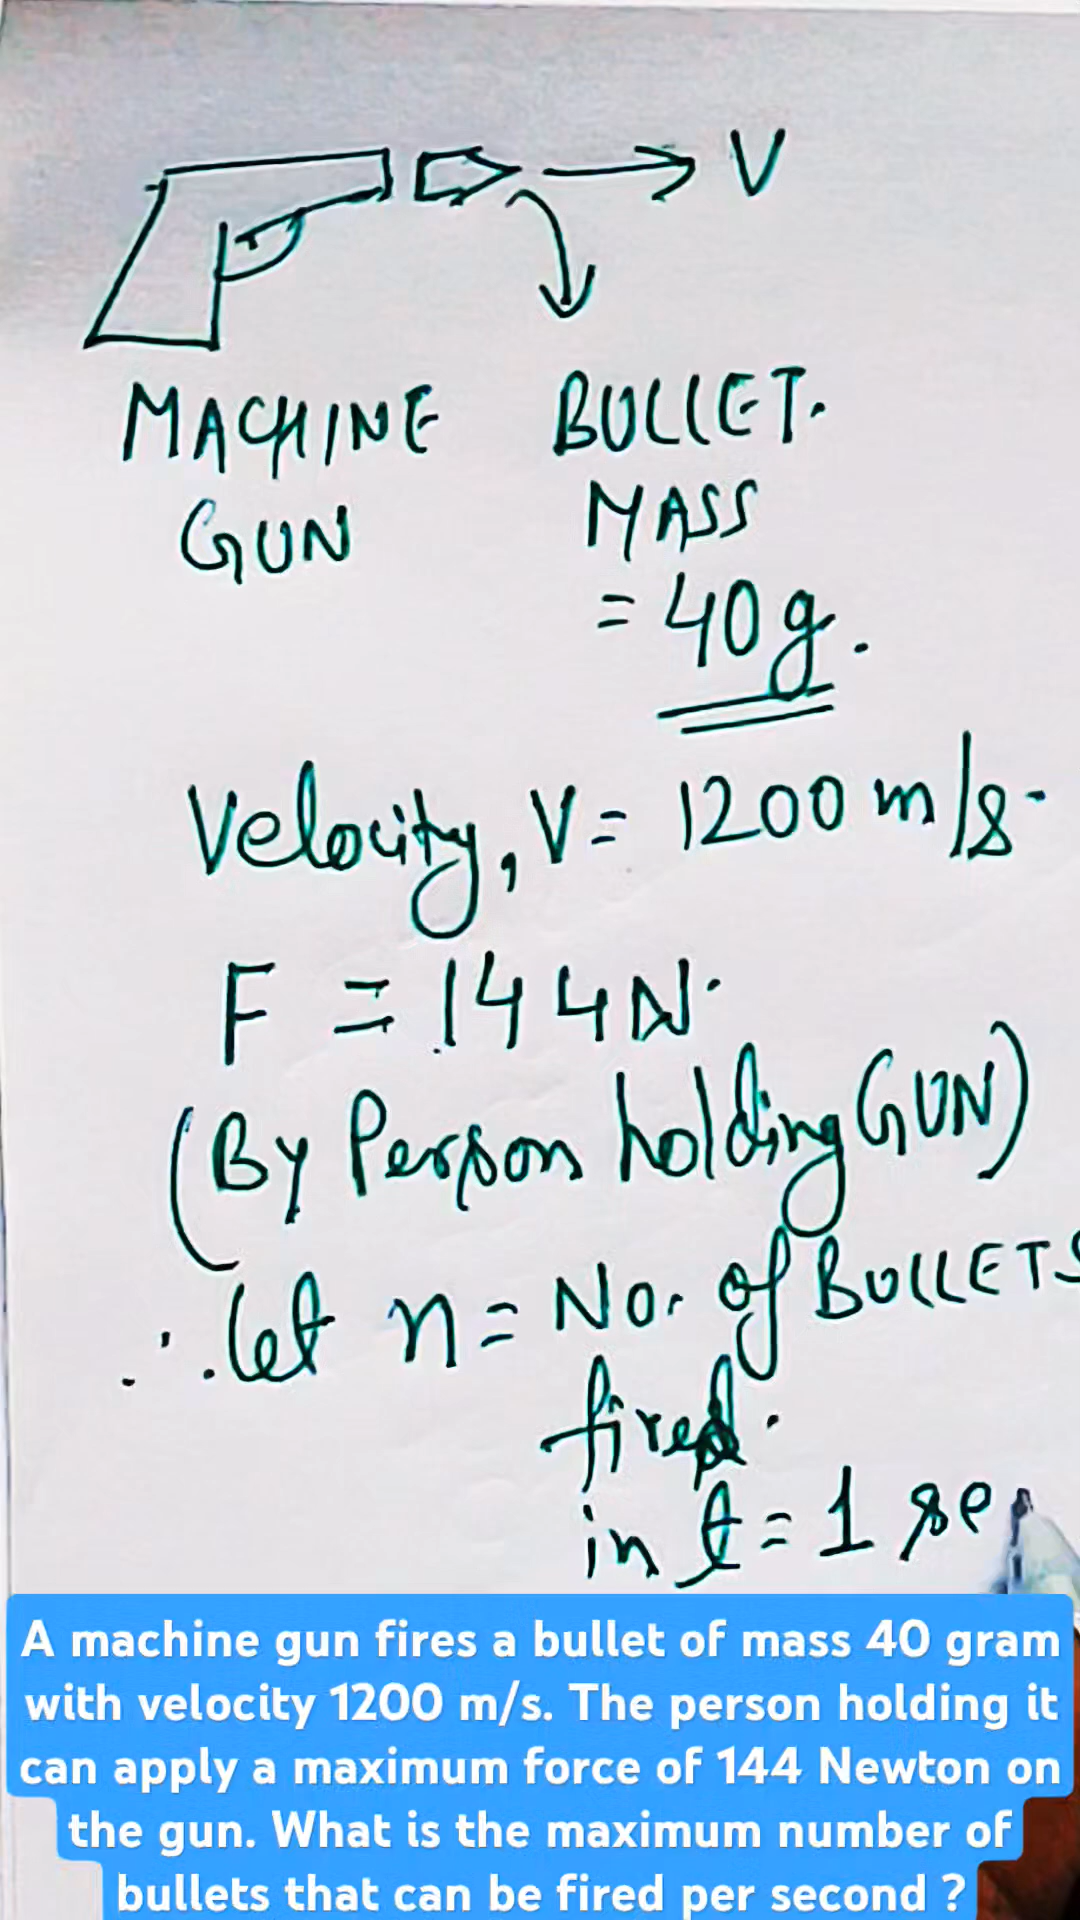 V
MACHINE BULLET.
GUN MASS
= 40g.
Velocity, V = 1200 m/s.
F = 144N.
(By Person holding GUN)
∴ let n = No. of BULLETS
fired.
in t = 1 se
A machine gun fires a bullet of mass 40 gram
with velocity 1200 m/s. The person holding it
can apply a maximum force of 144 Newton on
the gun. What is the maximum number of
bullets that can be fired per second ?